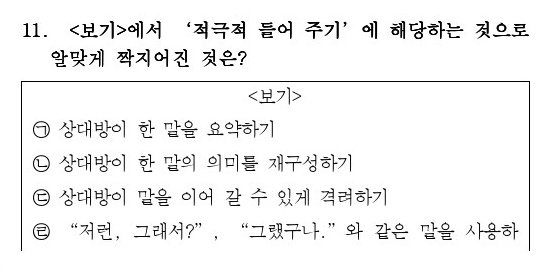 11. <보기>에서 ‘적극적 들어 주기’에 해당하는 것으로
알맞게 짝지어진 것은?
<보기>
㉠ 상대방이 한 말을 요약하기
㉡ 상대방이 한 말의 의미를 재구성하기
㉢ 상대방이 말을 이어 갈 수 있게 격려하기
㉣ “저런, 그래서?”, “그랬구나.”와 같은 말을 사용하